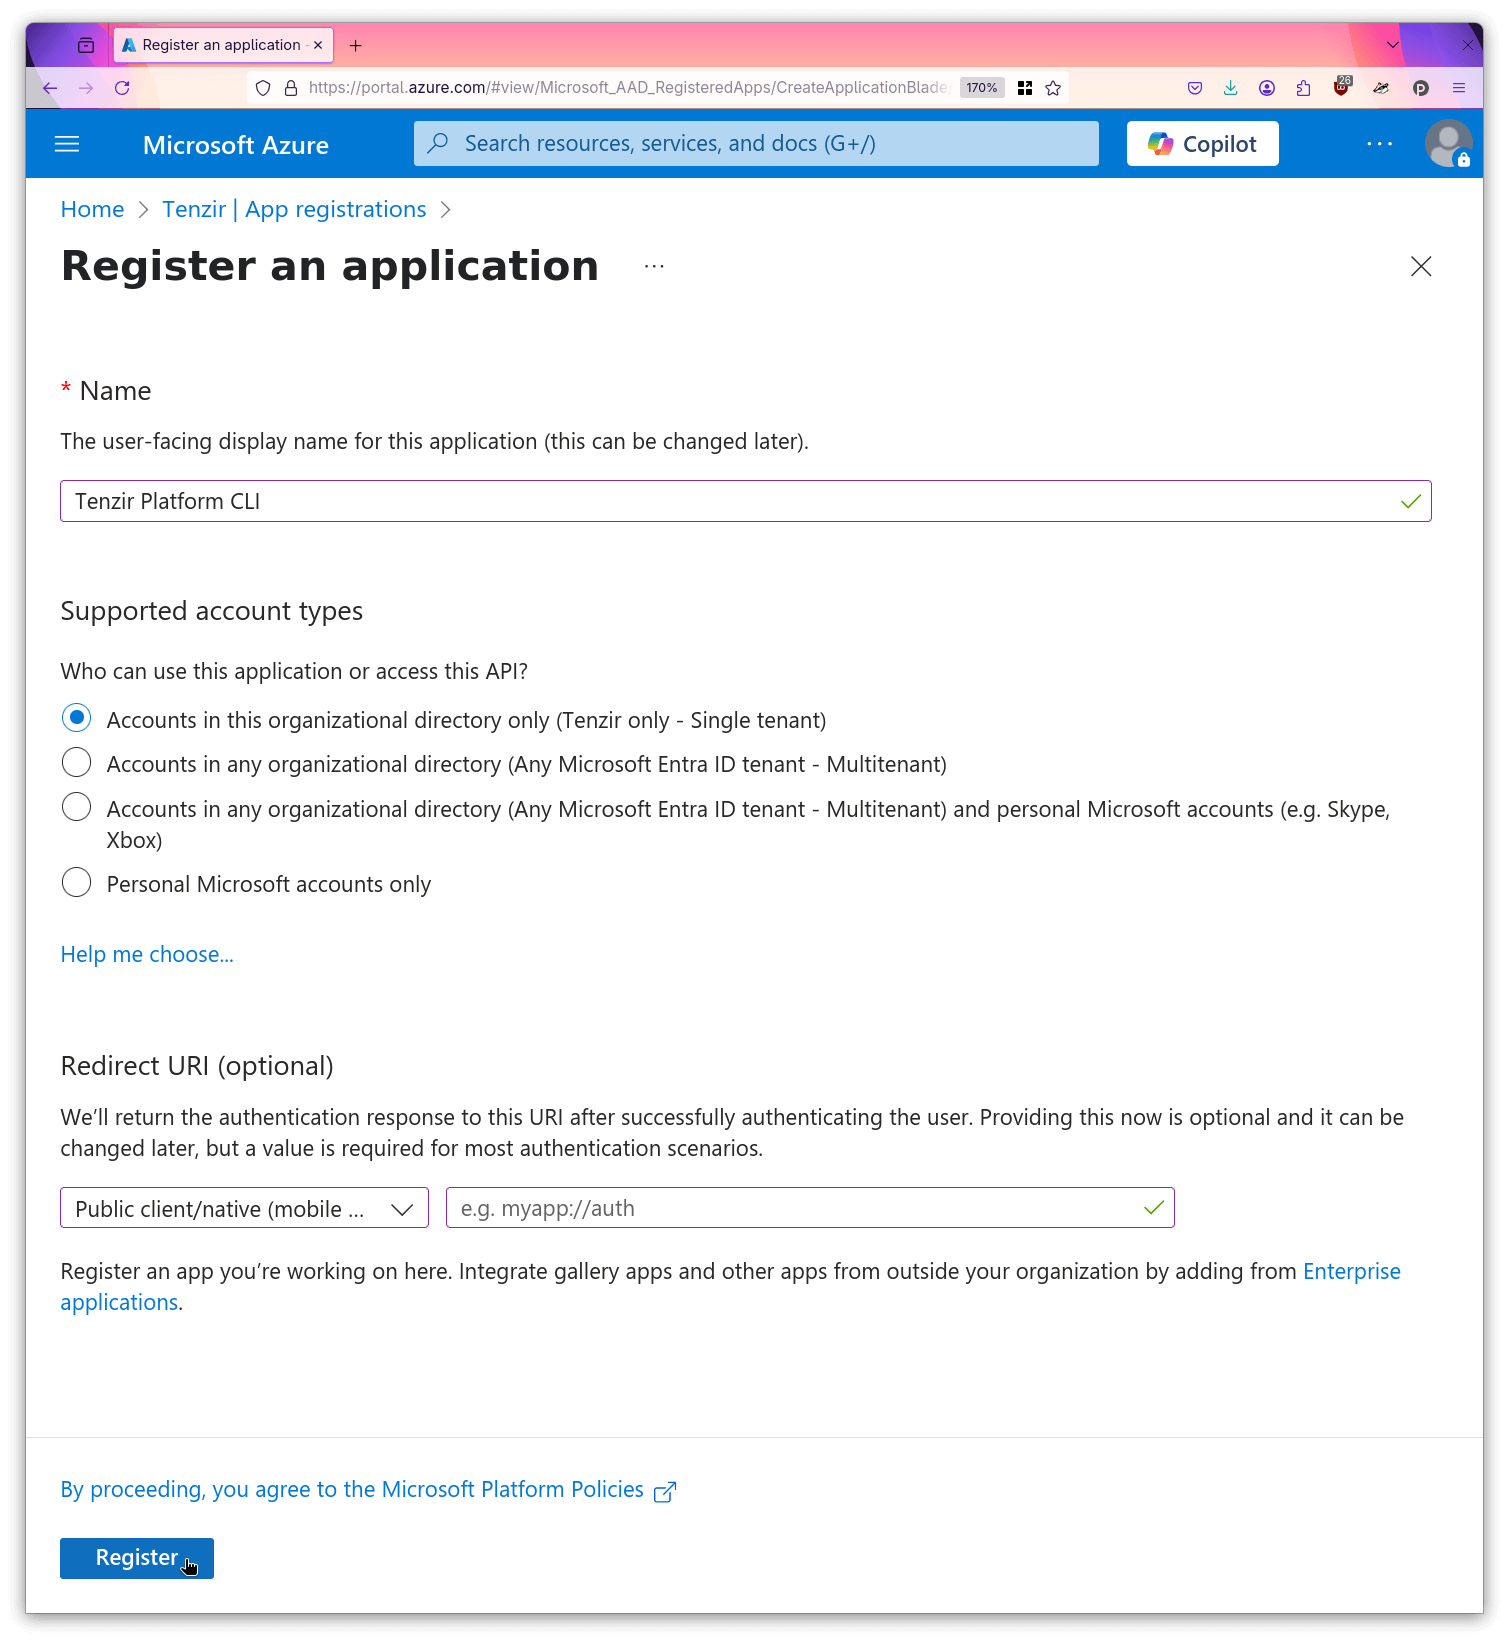 Register an application
https://portal.azure.com/#view/Microsoft_AAD_RegisteredApps/CreateApplicationBlade/
170%
26
Microsoft Azure
Search resources, services, and docs (G+/)
Copilot
Home
Tenzir | App registrations
Register an application
* Name
The user-facing display name for this application (this can be changed later).
Tenzir Platform CLI
Supported account types
Who can use this application or access this API?
Accounts in this organizational directory only (Tenzir only - Single tenant)
Accounts in any organizational directory (Any Microsoft Entra ID tenant - Multitenant)
Accounts in any organizational directory (Any Microsoft Entra ID tenant - Multitenant) and personal Microsoft accounts (e.g. Skype,
Xbox)
Personal Microsoft accounts only
Help me choose...
Redirect URI (optional)
We’ll return the authentication response to this URI after successfully authenticating the user. Providing this now is optional and it can be
changed later, but a value is required for most authentication scenarios.
Public client/native (mobile ...
e.g. myapp://auth
Register an app you’re working on here. Integrate gallery apps and other apps from outside your organization by adding from Enterprise
applications.
By proceeding, you agree to the Microsoft Platform Policies
Register